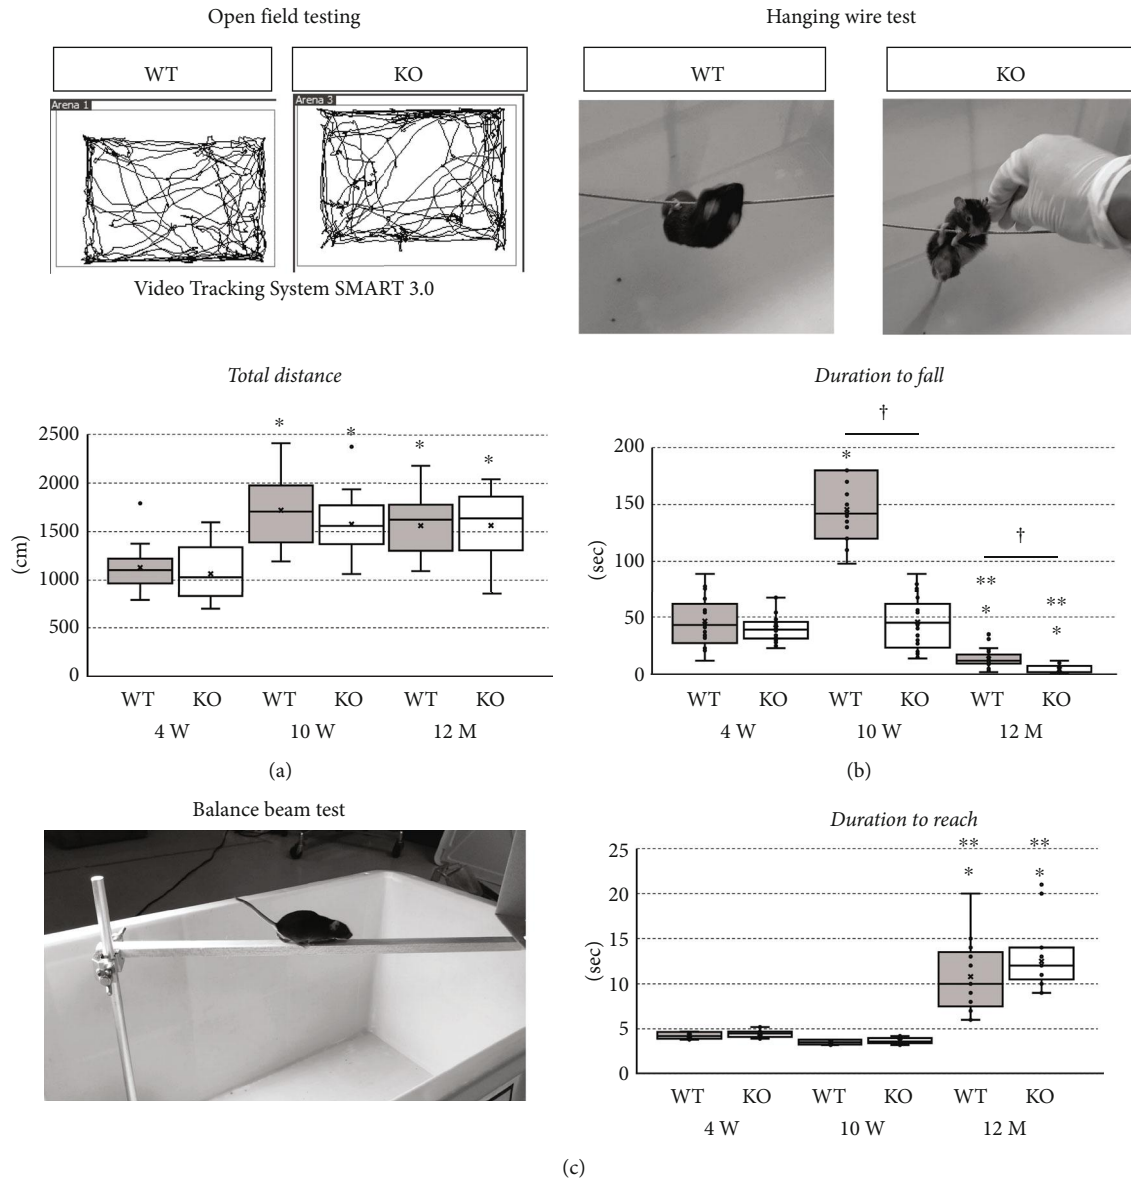 Open field testing
WT
KO
Arena 1
Arena 3
Video Tracking System SMART 3.0
Total distance
(cm)
2500
2000
1500
1000
500
0
*
*
*
*
WT KO WT KO WT KO
4 W 10 W 12 M
(a)
Hanging wire test
WT
KO
Duration to fall
(sec)
200
150
100
50
0
†
*
†
**
*
**
*
WT KO WT KO WT KO
4 W 10 W 12 M
(b)
Balance beam test
Duration to reach
(sec)
25
20
15
10
5
0
** **
* *
WT KO WT KO WT KO
4 W 10 W 12 M
(c)